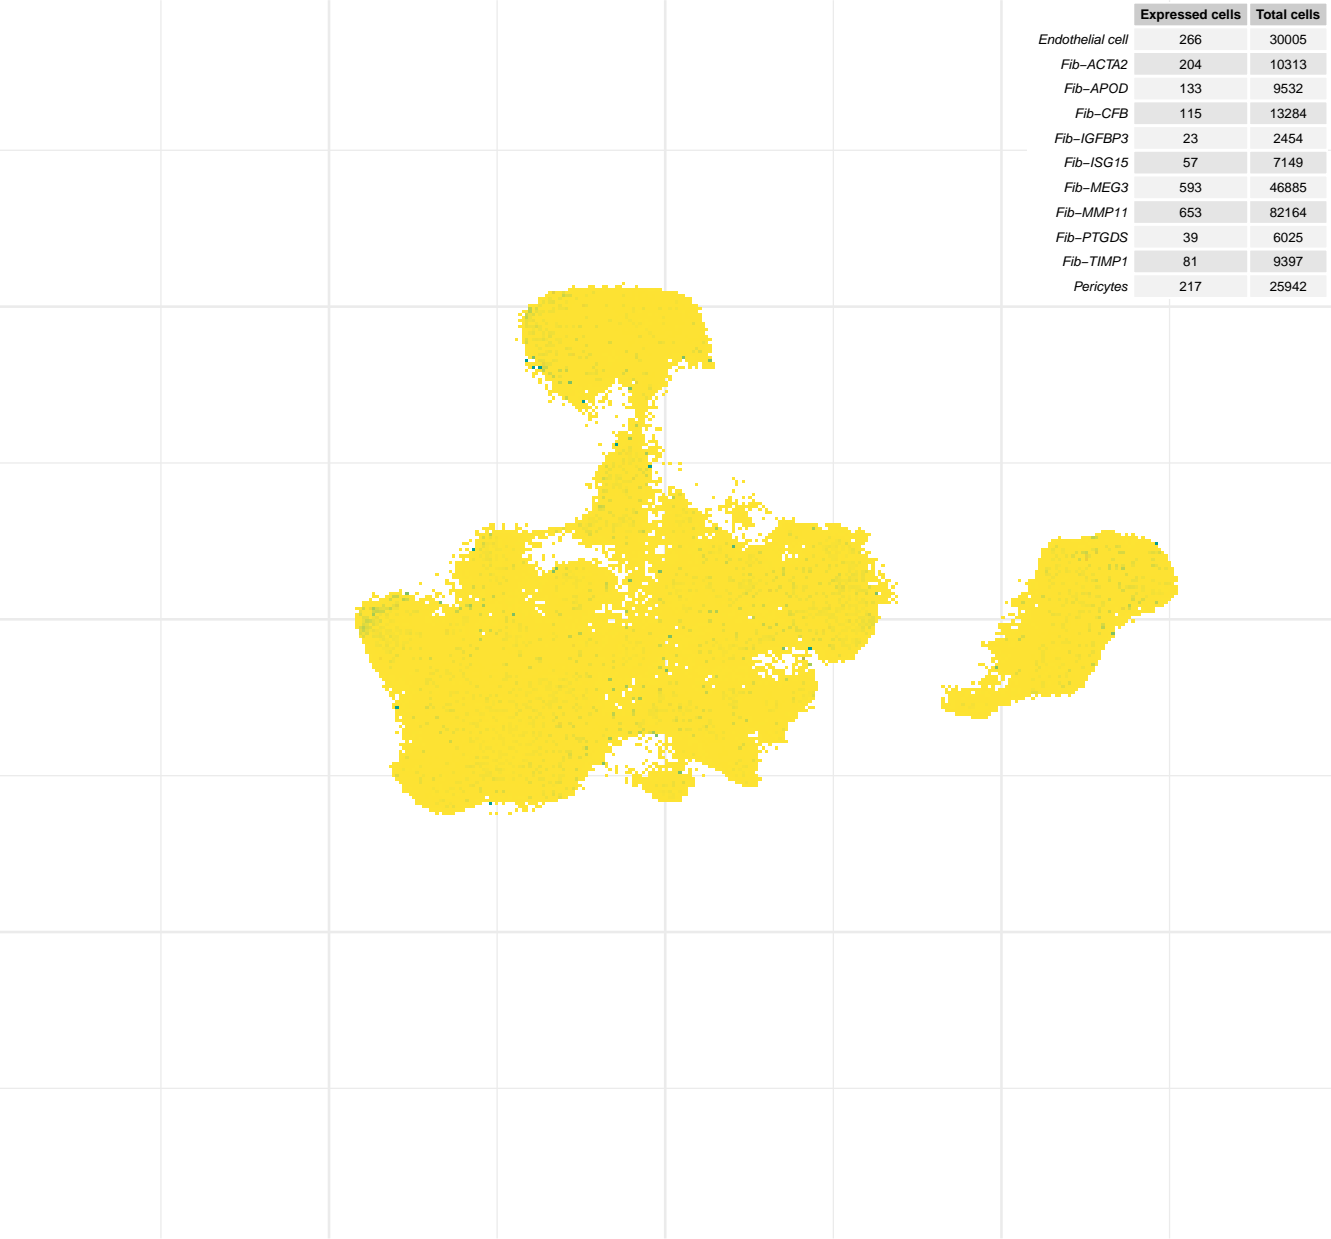 Expressed cells Total cells
Endothelial cell 266 30005
Fib−ACTA2 204 10313
Fib−APOD 133 9532
Fib−CFB 115 13284
Fib−IGFBP3 23 2454
Fib−ISG15 57 7149
Fib−MEG3 593 46885
Fib−MMP11 653 82164
Fib−PTGDS 39 6025
Fib−TIMP1 81 9397
Pericytes 217 25942